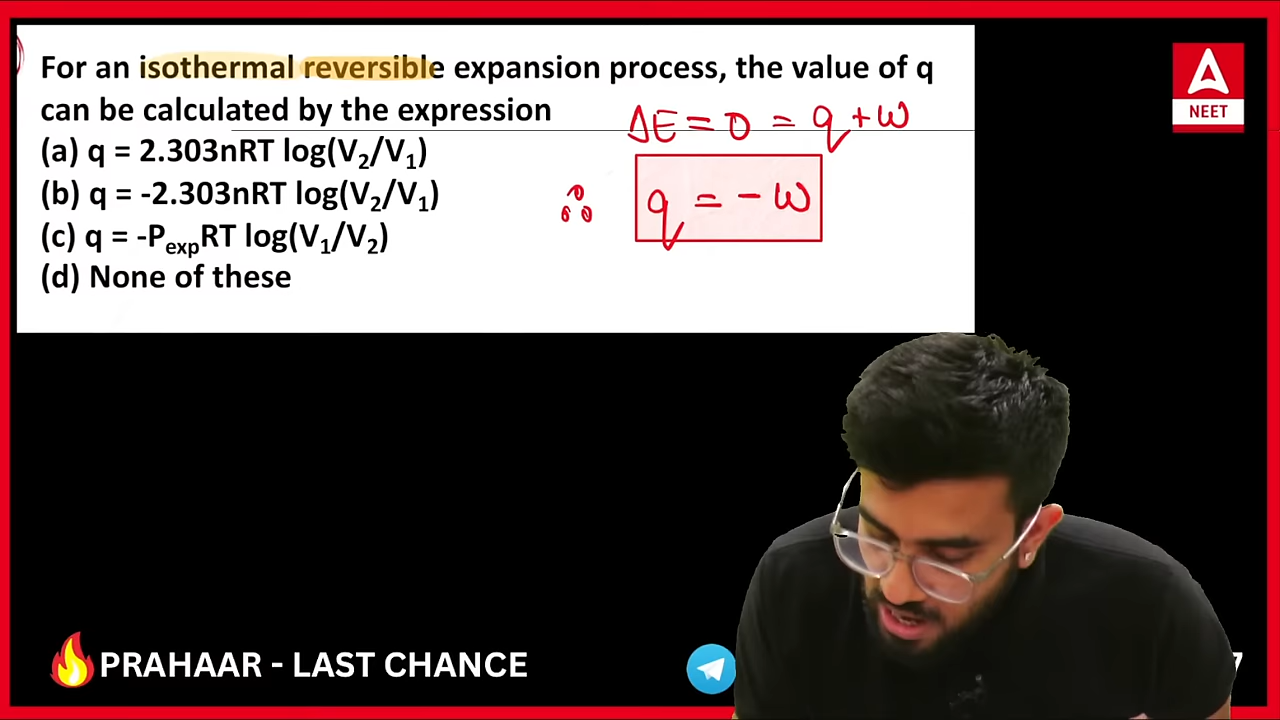 For an isothermal reversible expansion process, the value of q
can be calculated by the expression
ΔE = 0 = q + w
(a) q = 2.303nRT log(V₂/V₁)
(b) q = -2.303nRT log(V₂/V₁)
∴ q = - w
(c) q = -PₑₓₚRT log(V₁/V₂)
(d) None of these
A
NEET
PRAHAAR - LAST CHANCE
7